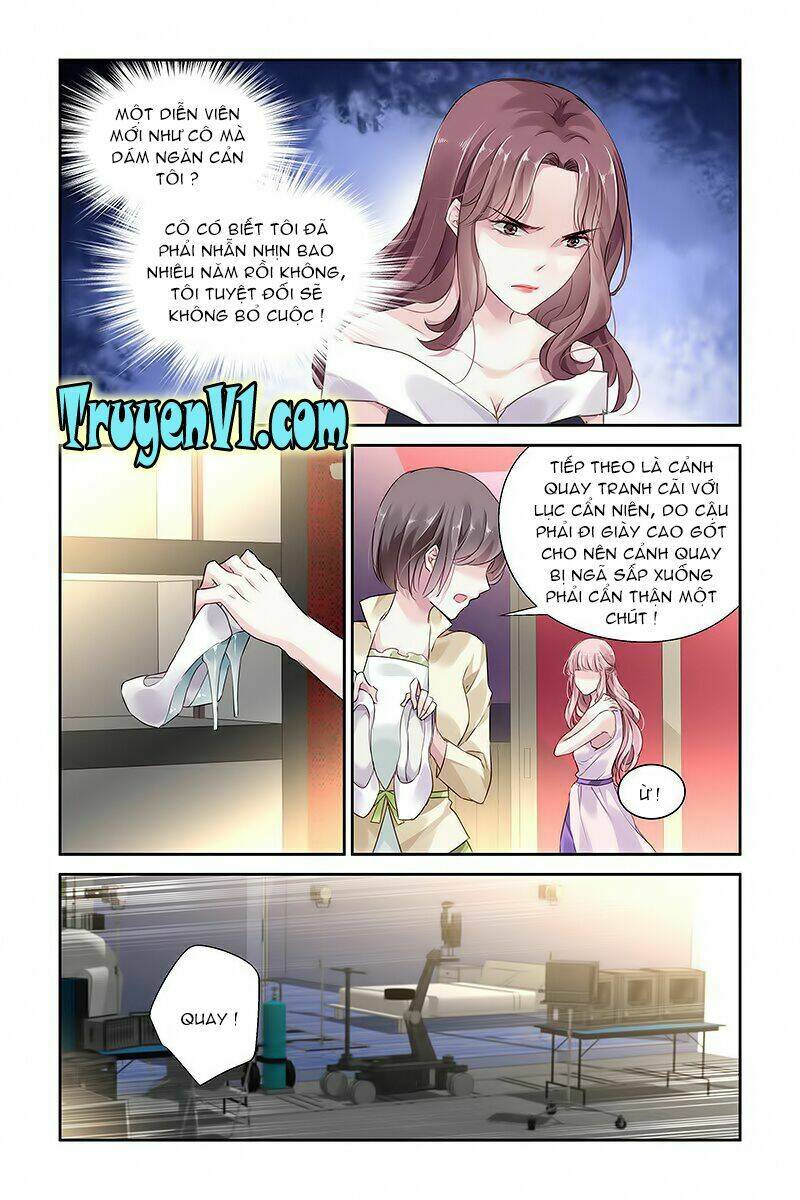 MỘT DIỄN VIÊN
MỚI NHƯ CÔ MÀ
DÁM NGĂN CẢN
TÔI ?
CÔ CÓ BIẾT TÔI ĐÃ
PHẢI NHẪN NHỊN BAO
NHIÊU NĂM RỒI KHÔNG,
TÔI TUYỆT ĐỐI SẼ
KHÔNG BỎ CUỘC !
TruyenV1.com
TIẾP THEO LÀ CẢNH
QUAY TRANH CÃI VỚI
LỤC CẨN NIÊN, DO CẬU
PHẢI ĐI GIÀY CAO GÓT
CHO NÊN CẢNH QUAY
BỊ NGÃ SẤP XUỐNG
PHẢI CẨN THẬN MỘT
CHÚT !
Ừ !
QUAY !